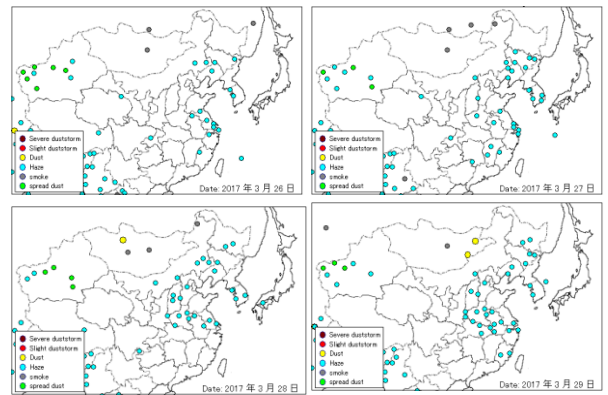 Severe duststorm
Slight duststorm
Dust
Haze
smoke
spread dust
Date: 2017 年 3 月 26 日
Severe duststorm
Slight duststorm
Dust
Haze
smoke
spread dust
Date: 2017 年 3 月 27 日
Severe duststorm
Slight duststorm
Dust
Haze
smoke
spread dust
Date: 2017 年 3 月 28 日
Severe duststorm
Slight duststorm
Dust
Haze
smoke
spread dust
Date: 2017 年 3 月 29 日